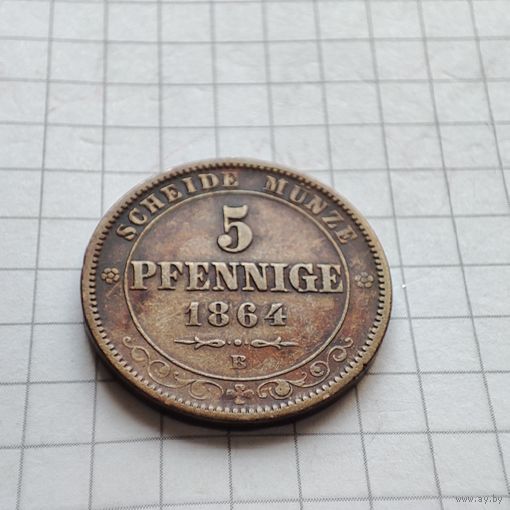 SCHEIDE MÜNZE
5
PFENNIGE
1864
B
www.ay.by